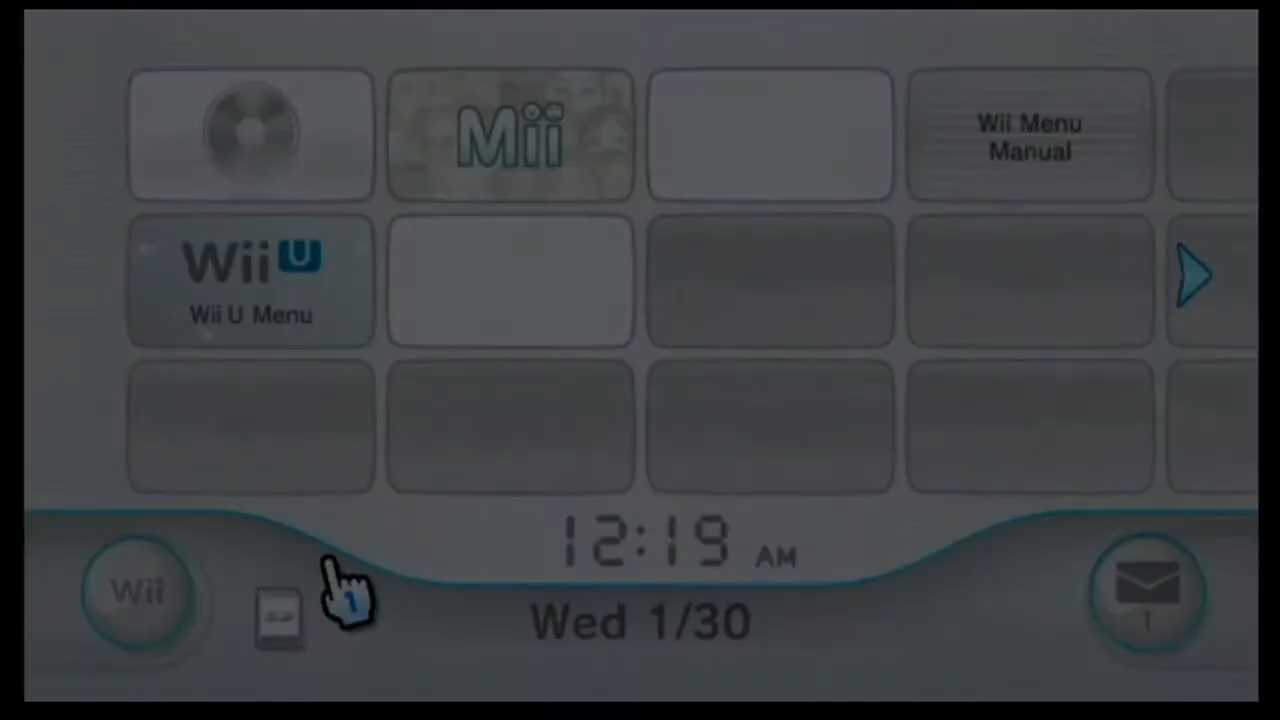 Mii
Wii Menu
Manual
Wii U
Wii U Menu
12:19 AM
Wii
1
Wed 1/30
1